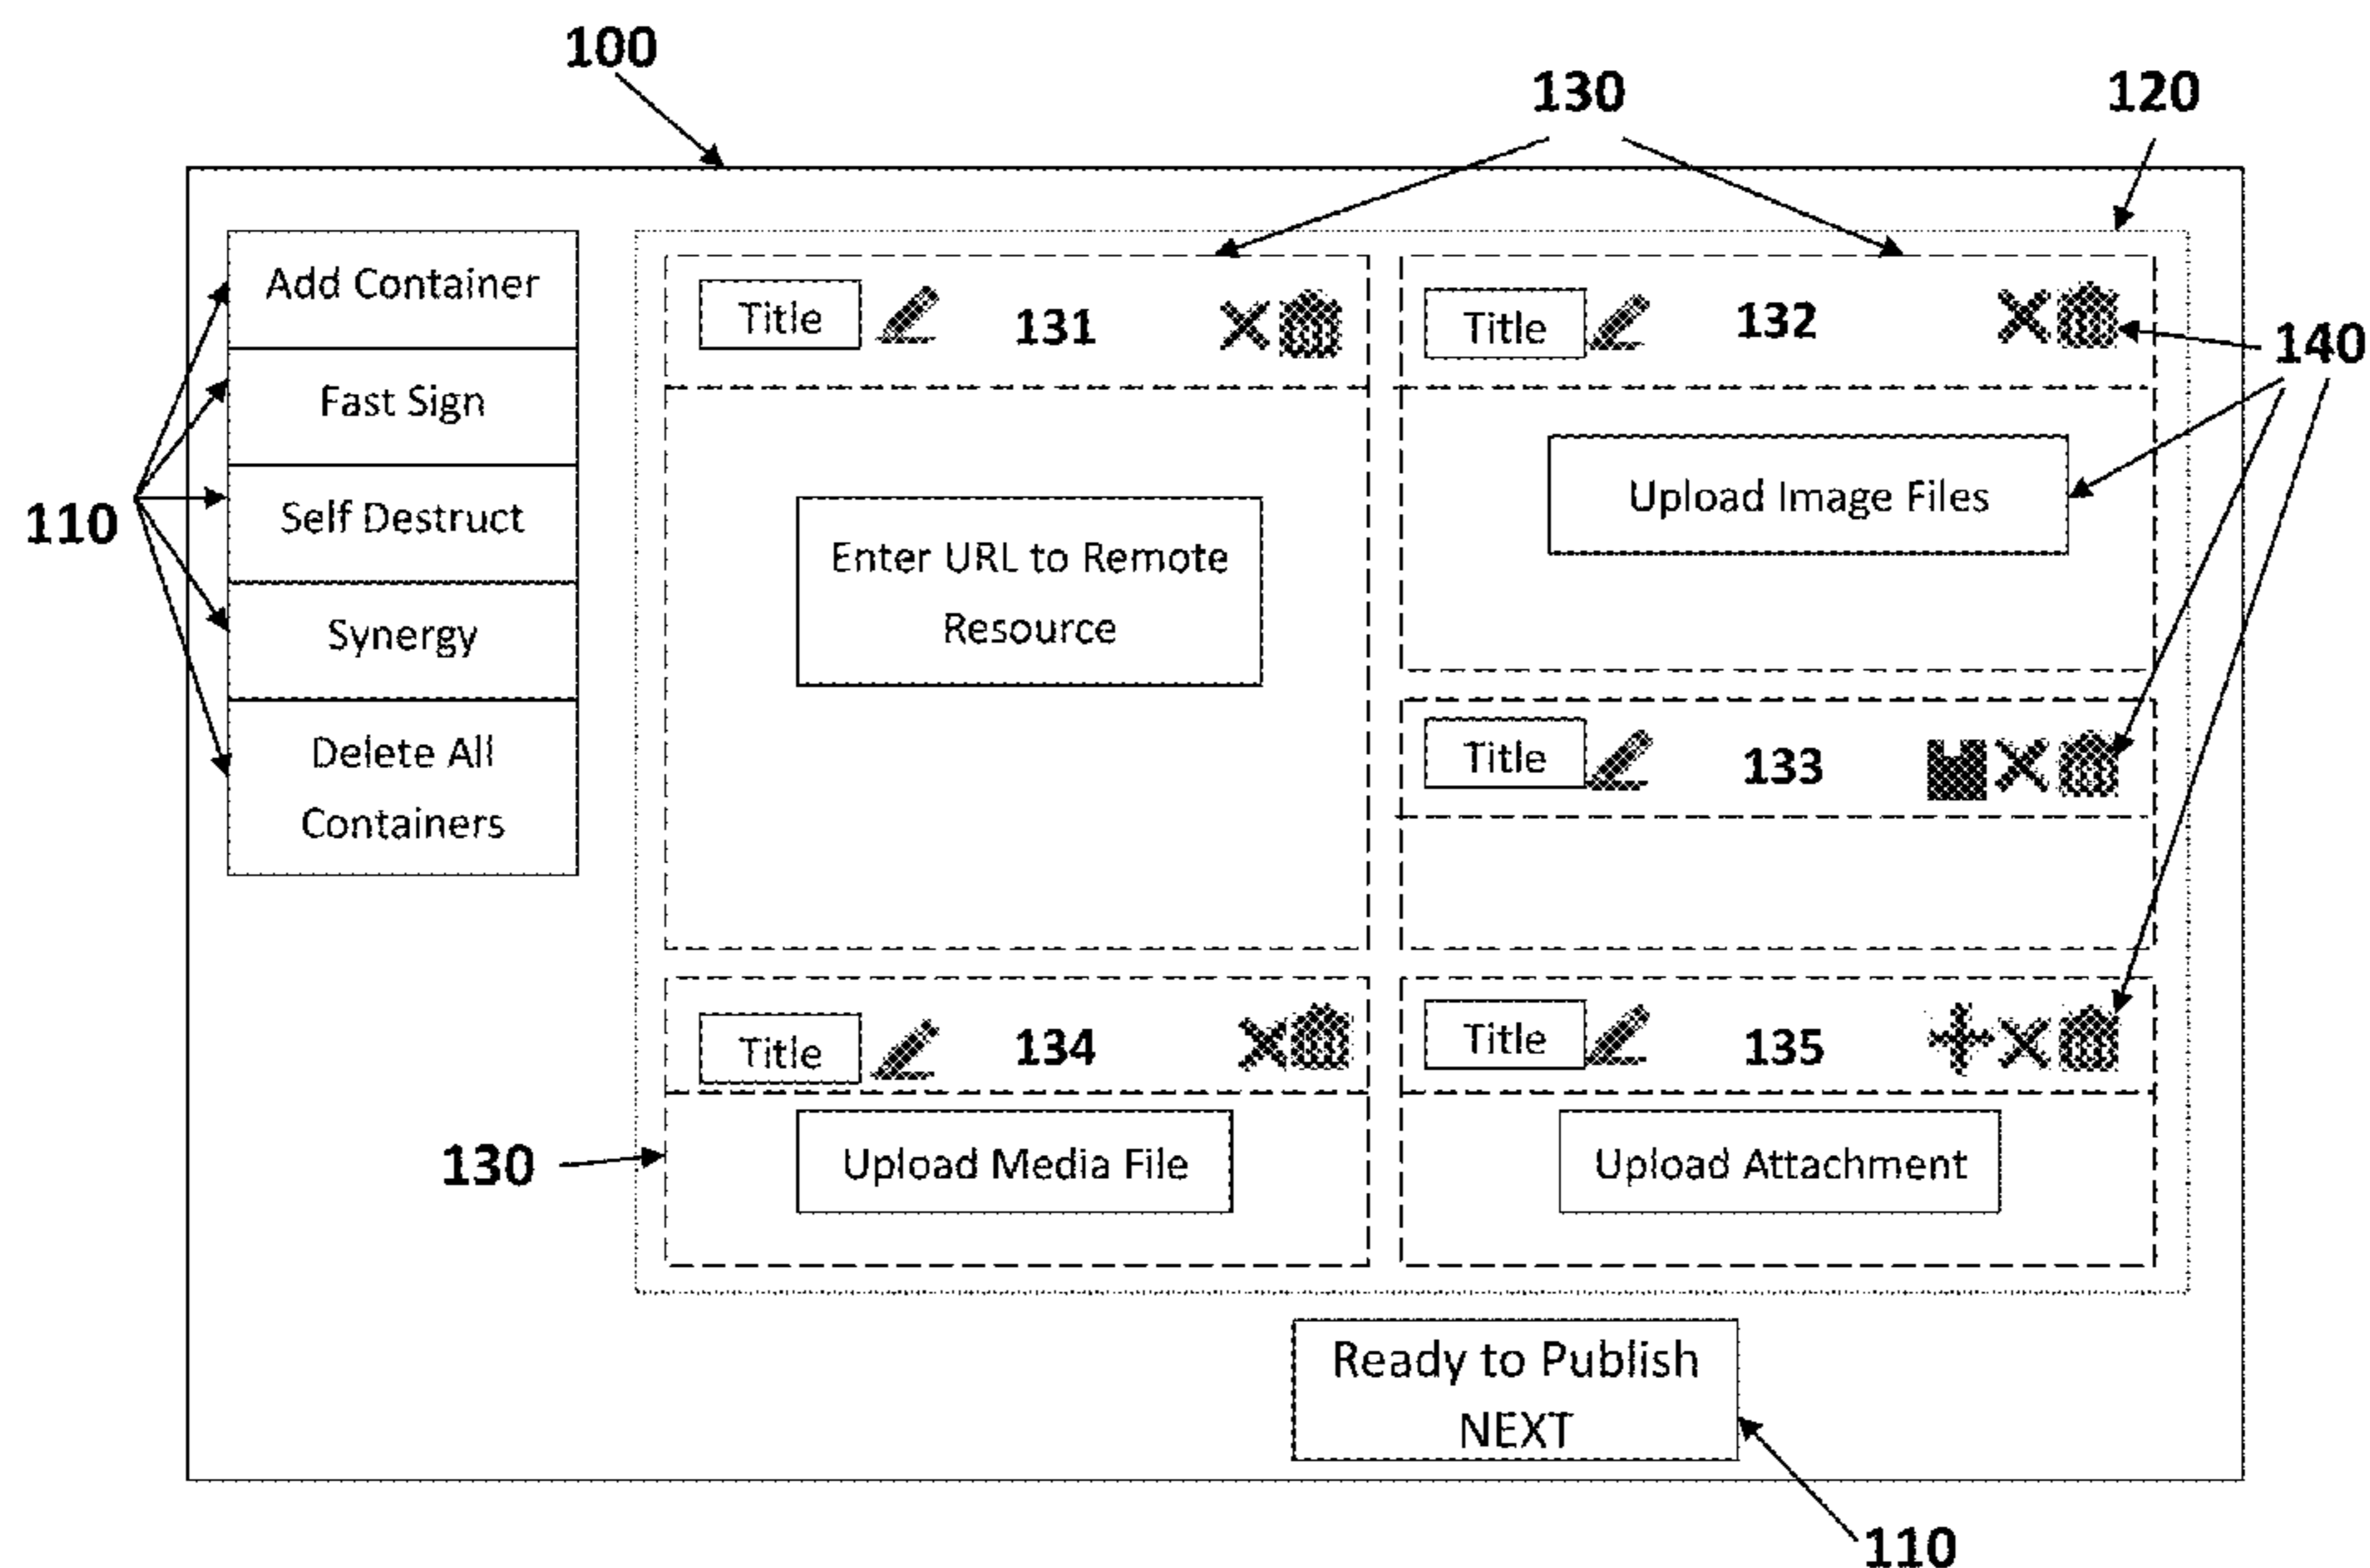 100
130
120
Add Container
Fast Sign
Self Destruct
Synergy
Delete All
Containers
110
Title
131
Enter URL to Remote
Resource
Title
132
140
Upload Image Files
Title
133
Title
134
Upload Media File
130
Title
135
Upload Attachment
Ready to Publish
NEXT
110